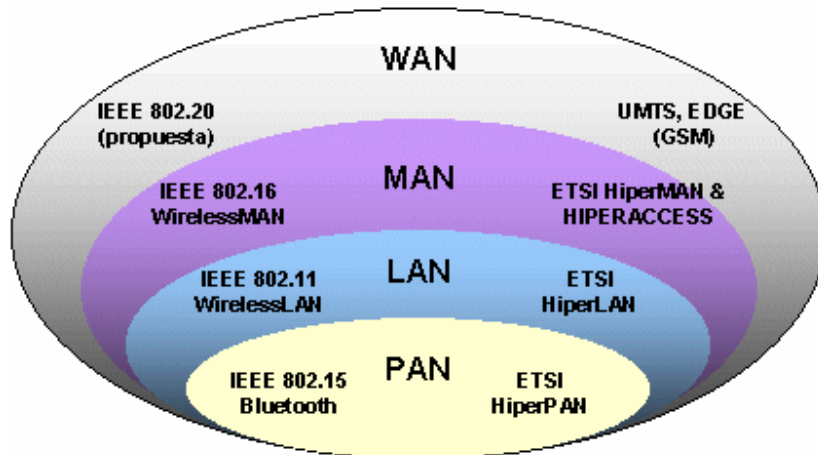 WAN
IEEE 802.20
(propuesta)
UMTS, EDGE
(GSM)
MAN
IEEE 802.16
WirelessMAN
ETSI HiperMAN &
HIPERACCESS
LAN
IEEE 802.11
WirelessLAN
ETSI
HiperLAN
PAN
IEEE 802.15
Bluetooth
ETSI
HiperPAN